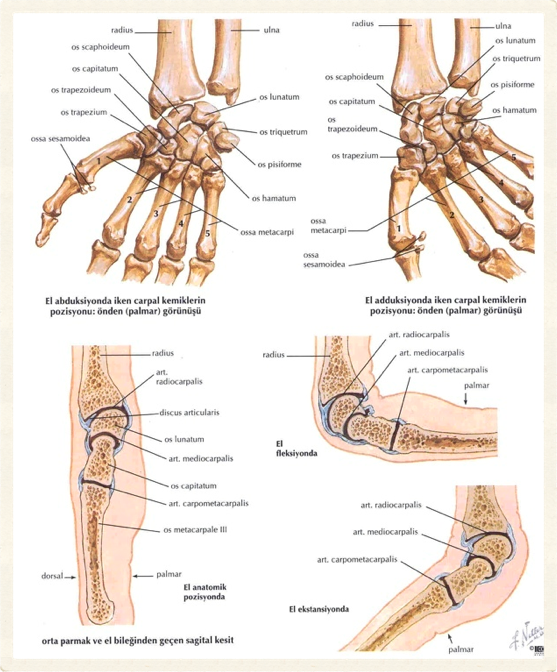 radius
ulna
os scaphoideum
os capitatum
os trapezoideum
os trapezium
ossa sesamoidea
os lunatum
os triquetrum
os pisiforme
os hamatum
ossa metacarpi
1
2
3
4
5
El abduksiyonda iken carpal kemiklerin
pozisyonu: önden (palmar) görünüşü
radius
ulna
os lunatum
os triquetrum
os scaphoideum
os pisiforme
os capitatum
os hamatum
os
trapezoideum
os trapezium
ossa
metacarpi
ossa
sesamoidea
1
2
3
4
5
El adduksiyonda iken carpal kemiklerin
pozisyonu: önden (palmar) görünüşü
radius
art.
radiocarpalis
discus articularis
os lunatum
art. mediocarpalis
os capitatum
art. carpometacarpalis
os metacarpale III
dorsal
palmar
El anatomik
pozisyonda
orta parmak ve el bileğinden geçen sagital kesit
radius
art. radiocarpalis
art. mediocarpalis
art. carpometacarpalis
palmar
El
fleksiyonda
art. radiocarpalis
art. mediocarpalis
art. carpometacarpalis
El ekstansiyonda
palmar